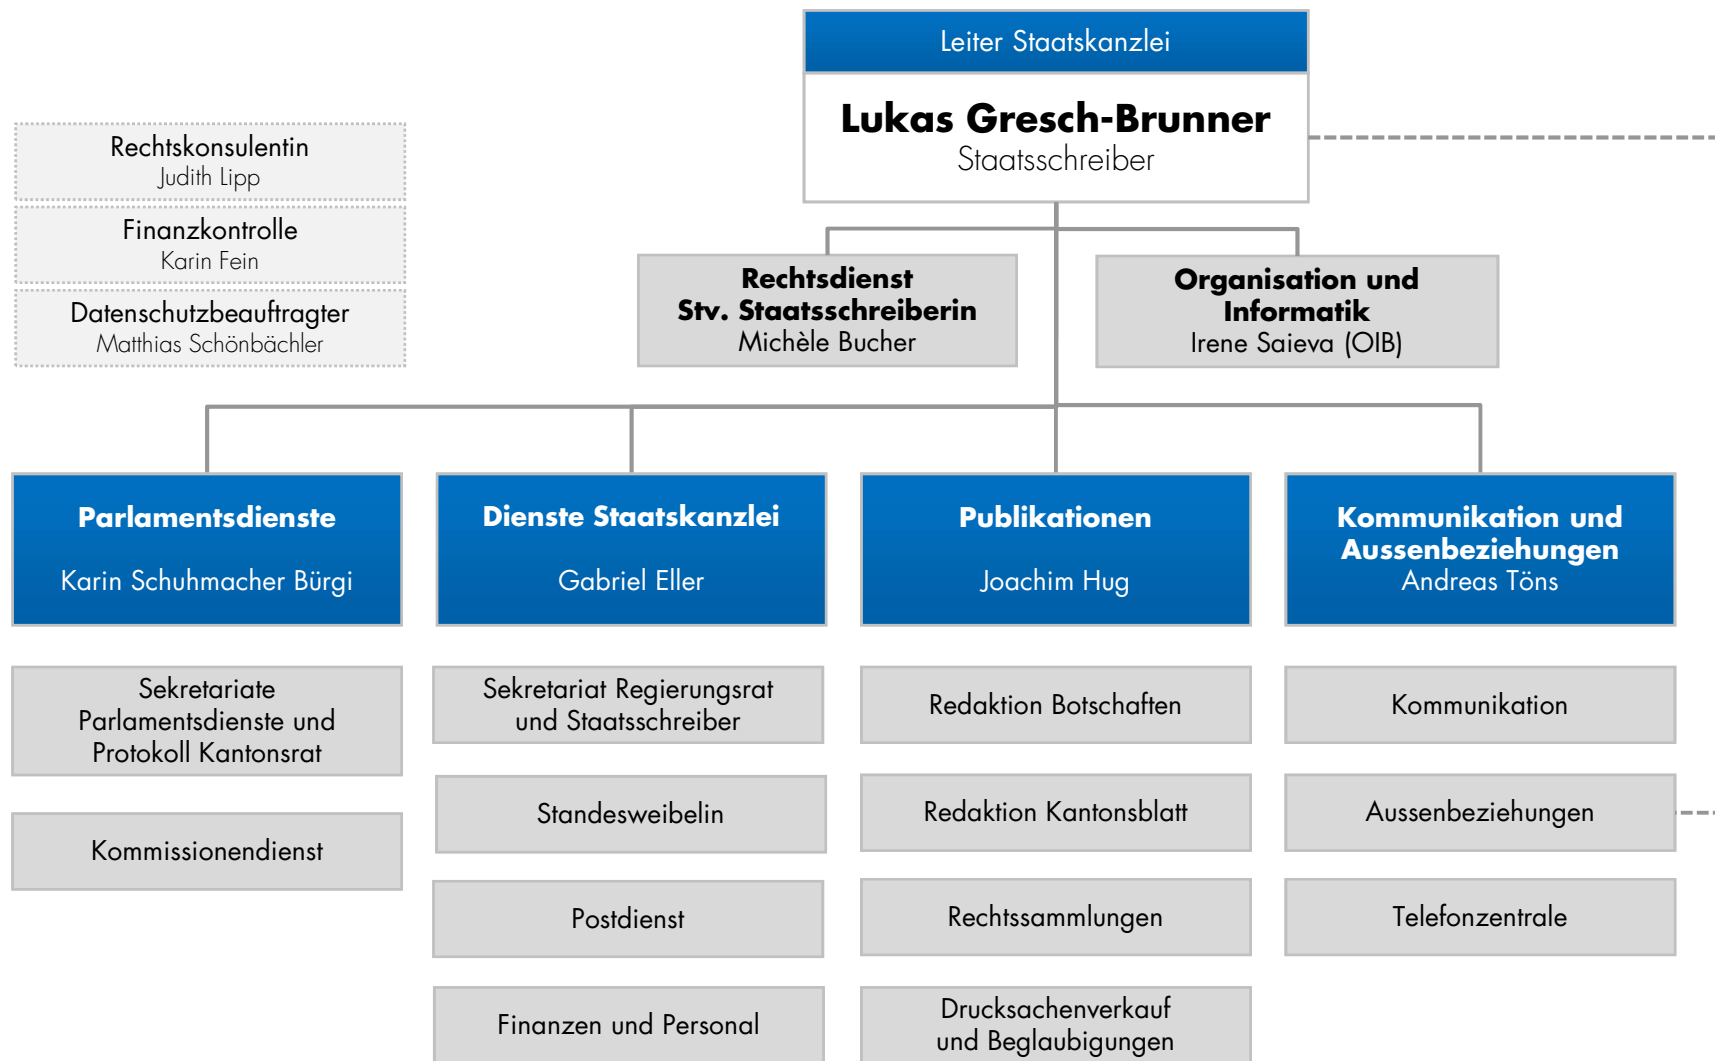 Leiter Staatskanzlei
Lukas Gresch-Brunner
Staatsschreiber
Rechtskonsulentin
Judith Lipp
Finanzkontrolle
Karin Fein
Datenschutzbeauftragter
Matthias Schönbächler
Rechtsdienst
Stv. Staatsschreiberin
Michèle Bucher
Organisation und
Informatik
Irene Saieva (OIB)
Parlamentsdienste
Karin Schuhmacher Bürgi
Sekretariate
Parlamentsdienste und
Protokoll Kantonsrat
Kommissionendienst
Dienste Staatskanzlei
Gabriel Eller
Sekretariat Regierungsrat
und Staatsschreiber
Standesweibelin
Postdienst
Finanzen und Personal
Publikationen
Joachim Hug
Redaktion Botschaften
Redaktion Kantonsblatt
Rechtssammlungen
Drucksachenverkauf
und Beglaubigungen
Kommunikation und
Aussenbeziehungen
Andreas Töns
Kommunikation
Aussenbeziehungen
Telefonzentrale